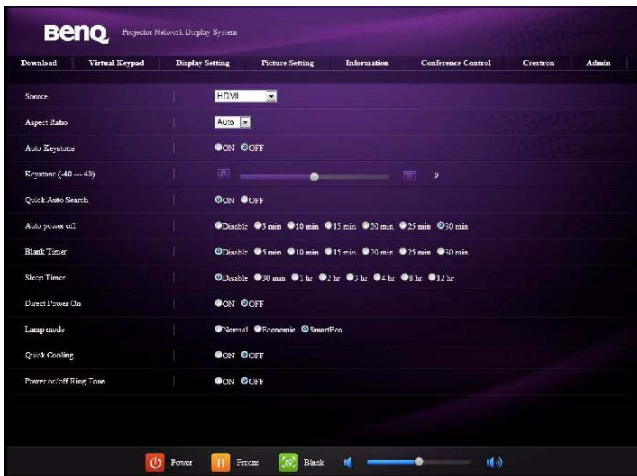 BenQ Projector Network Display System
Download Virtual Keypad Display Setting Picture Setting Information Conference Control Crestron Admin
Source HDMI
Aspect Ratio Auto
Auto Keystone ON OFF
Keystone (-40 --- 40) 0
Quick Auto Search ON OFF
Auto power off Disable 5 min 10 min 15 min 20 min 25 min 30 min
Blank Timer Disable 5 min 10 min 15 min 20 min 25 min 30 min
Sleep Timer Disable 30 min 1 hr 2 hr 3 hr 4 hr 8 hr 12 hr
Direct Power On ON OFF
Lamp mode Normal Economic SmartEco
Quick Cooling ON OFF
Power on/off Ring Tone ON OFF
Power Freeze Blank